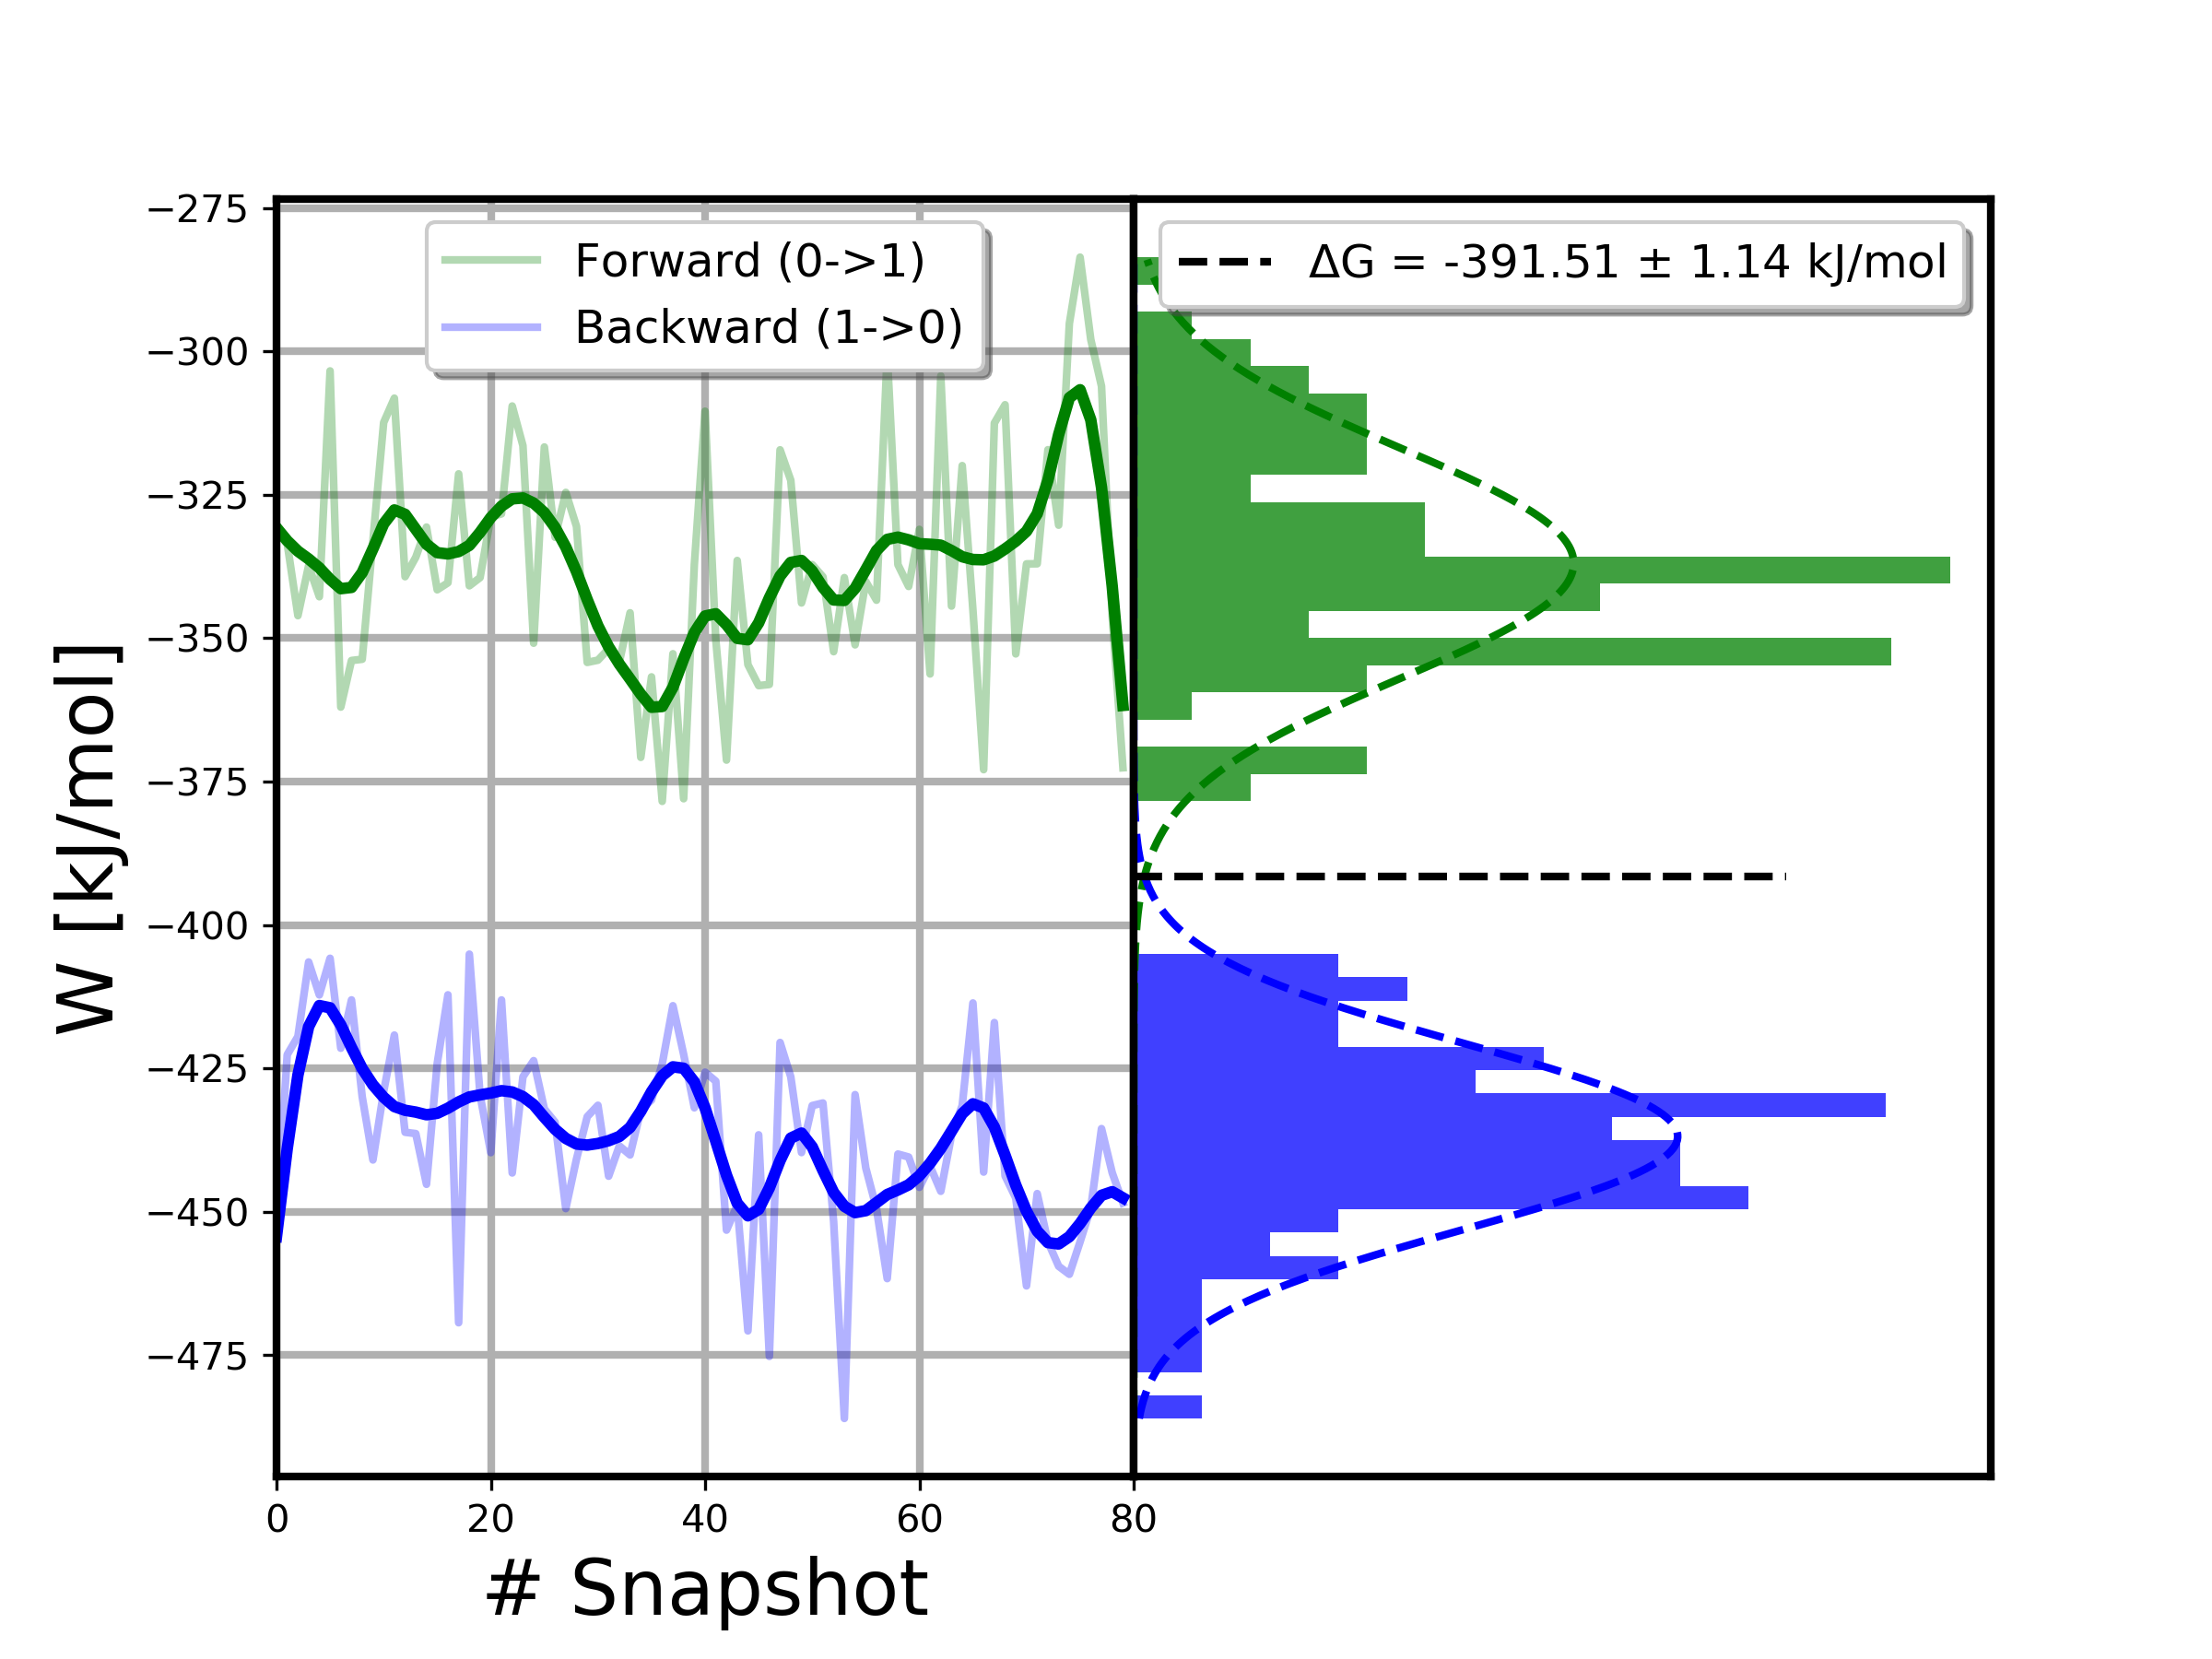 Forward (0->1)
Backward (1->0)
ΔG = -391.51 ± 1.14 kJ/mol
W [kJ/mol]
−275
−300
−325
−350
−375
−400
−425
−450
−475
0 20 40 60 80
# Snapshot